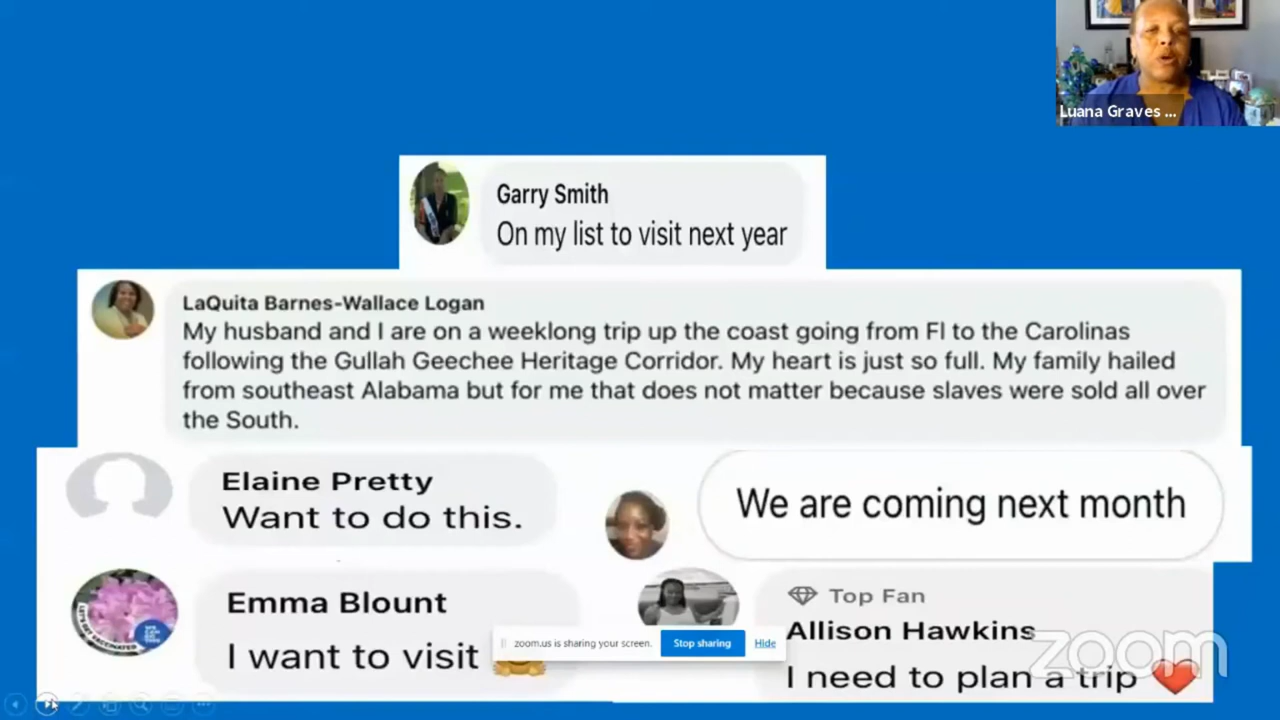 Luana Graves ...
Garry Smith
On my list to visit next year
LaQuita Barnes-Wallace Logan
My husband and I are on a weeklong trip up the coast going from Fl to the Carolinas
following the Gullah Geechee Heritage Corridor. My heart is just so full. My family hailed
from southeast Alabama but for me that does not matter because slaves were sold all over
the South.
Elaine Pretty
Want to do this.
We are coming next month
Emma Blount
I want to visit
zoom.us is sharing your screen.
Stop sharing
Hide
Top Fan
Allison Hawkins
I need to plan a trip
zoom